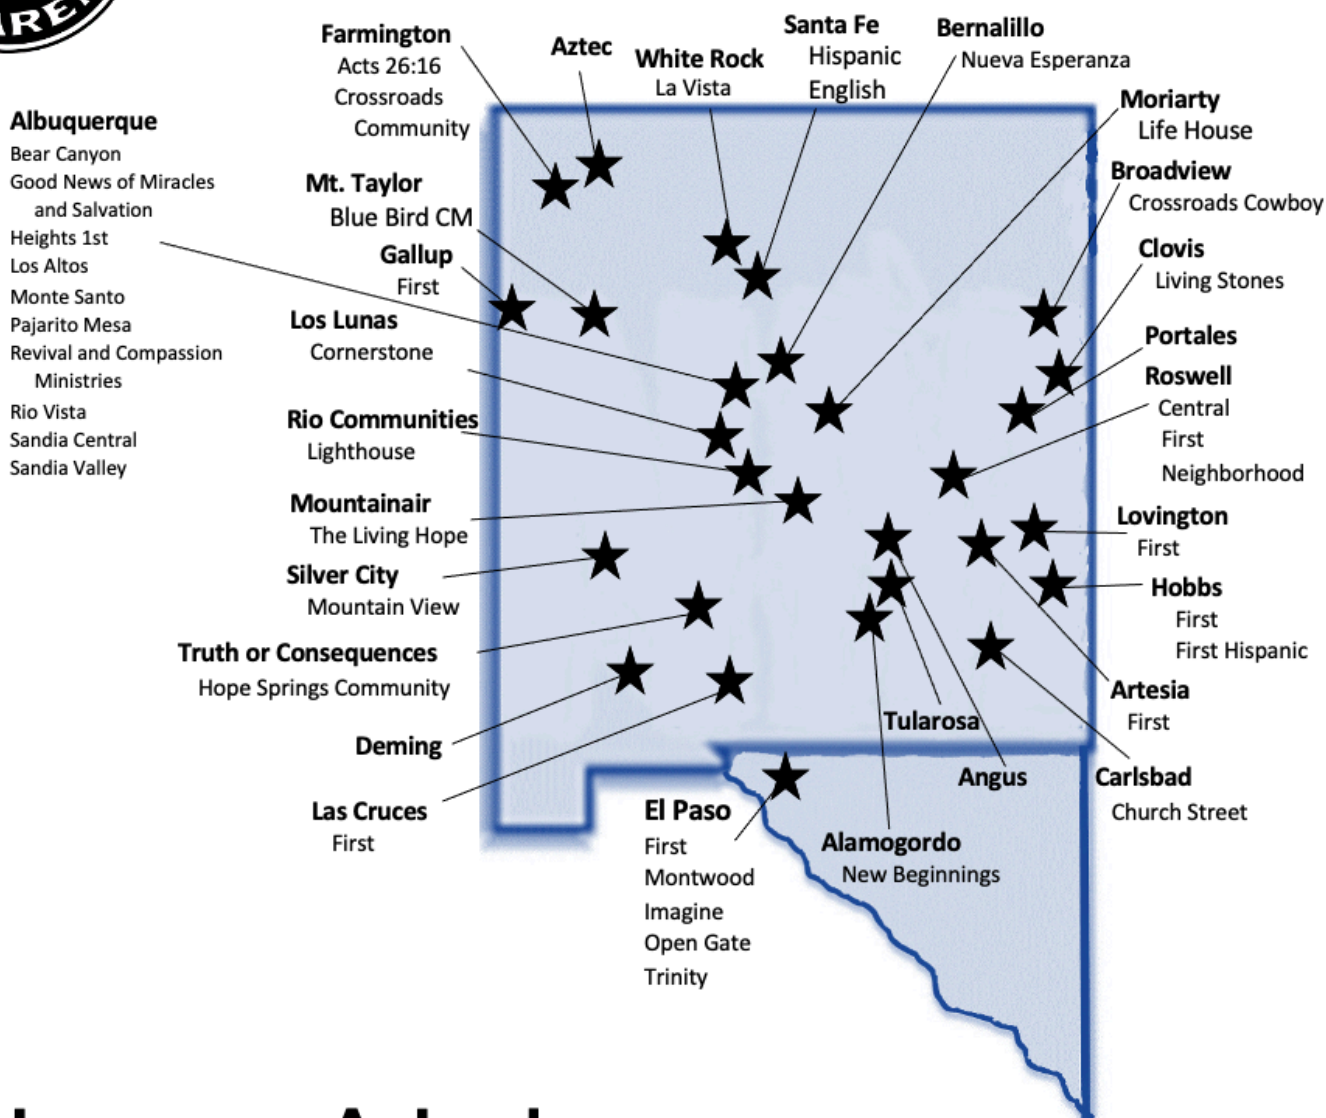 Farmington
Acts 26:16
Crossroads
Community
Aztec
White Rock
La Vista
Santa Fe
Hispanic
English
Bernalillo
Nueva Esperanza
Albuquerque
Bear Canyon
Good News of Miracles
and Salvation
Heights 1st
Los Altos
Monte Santo
Pajarito Mesa
Revival and Compassion
Ministries
Rio Vista
Sandia Central
Sandia Valley
Mt. Taylor
Blue Bird CM
Gallup
First
Los Lunas
Cornerstone
Rio Communities
Lighthouse
Mountainair
The Living Hope
Silver City
Mountain View
Truth or Consequences
Hope Springs Community
Deming
Las Cruces
First
Moriarty
Life House
Broadview
Crossroads Cowboy
Clovis
Living Stones
Portales
Roswell
Central
First
Neighborhood
Lovington
First
Hobbs
First
First Hispanic
Artesia
First
Carlsbad
Church Street
Tularosa
Angus
Alamogordo
New Beginnings
El Paso
First
Montwood
Imagine
Open Gate
Trinity